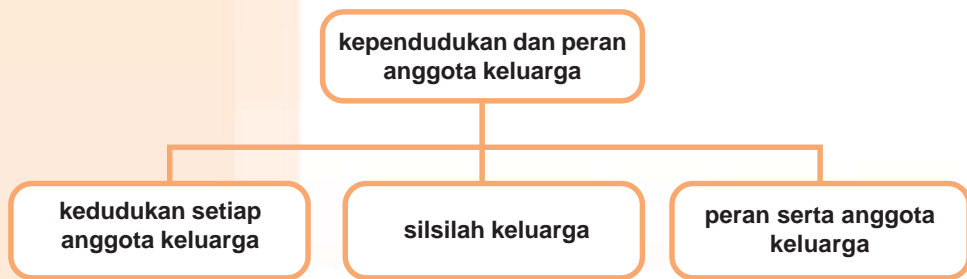 kependudukan dan peran
anggota keluarga
kedudukan setiap
anggota keluarga
silsilah keluarga
peran serta anggota
keluarga